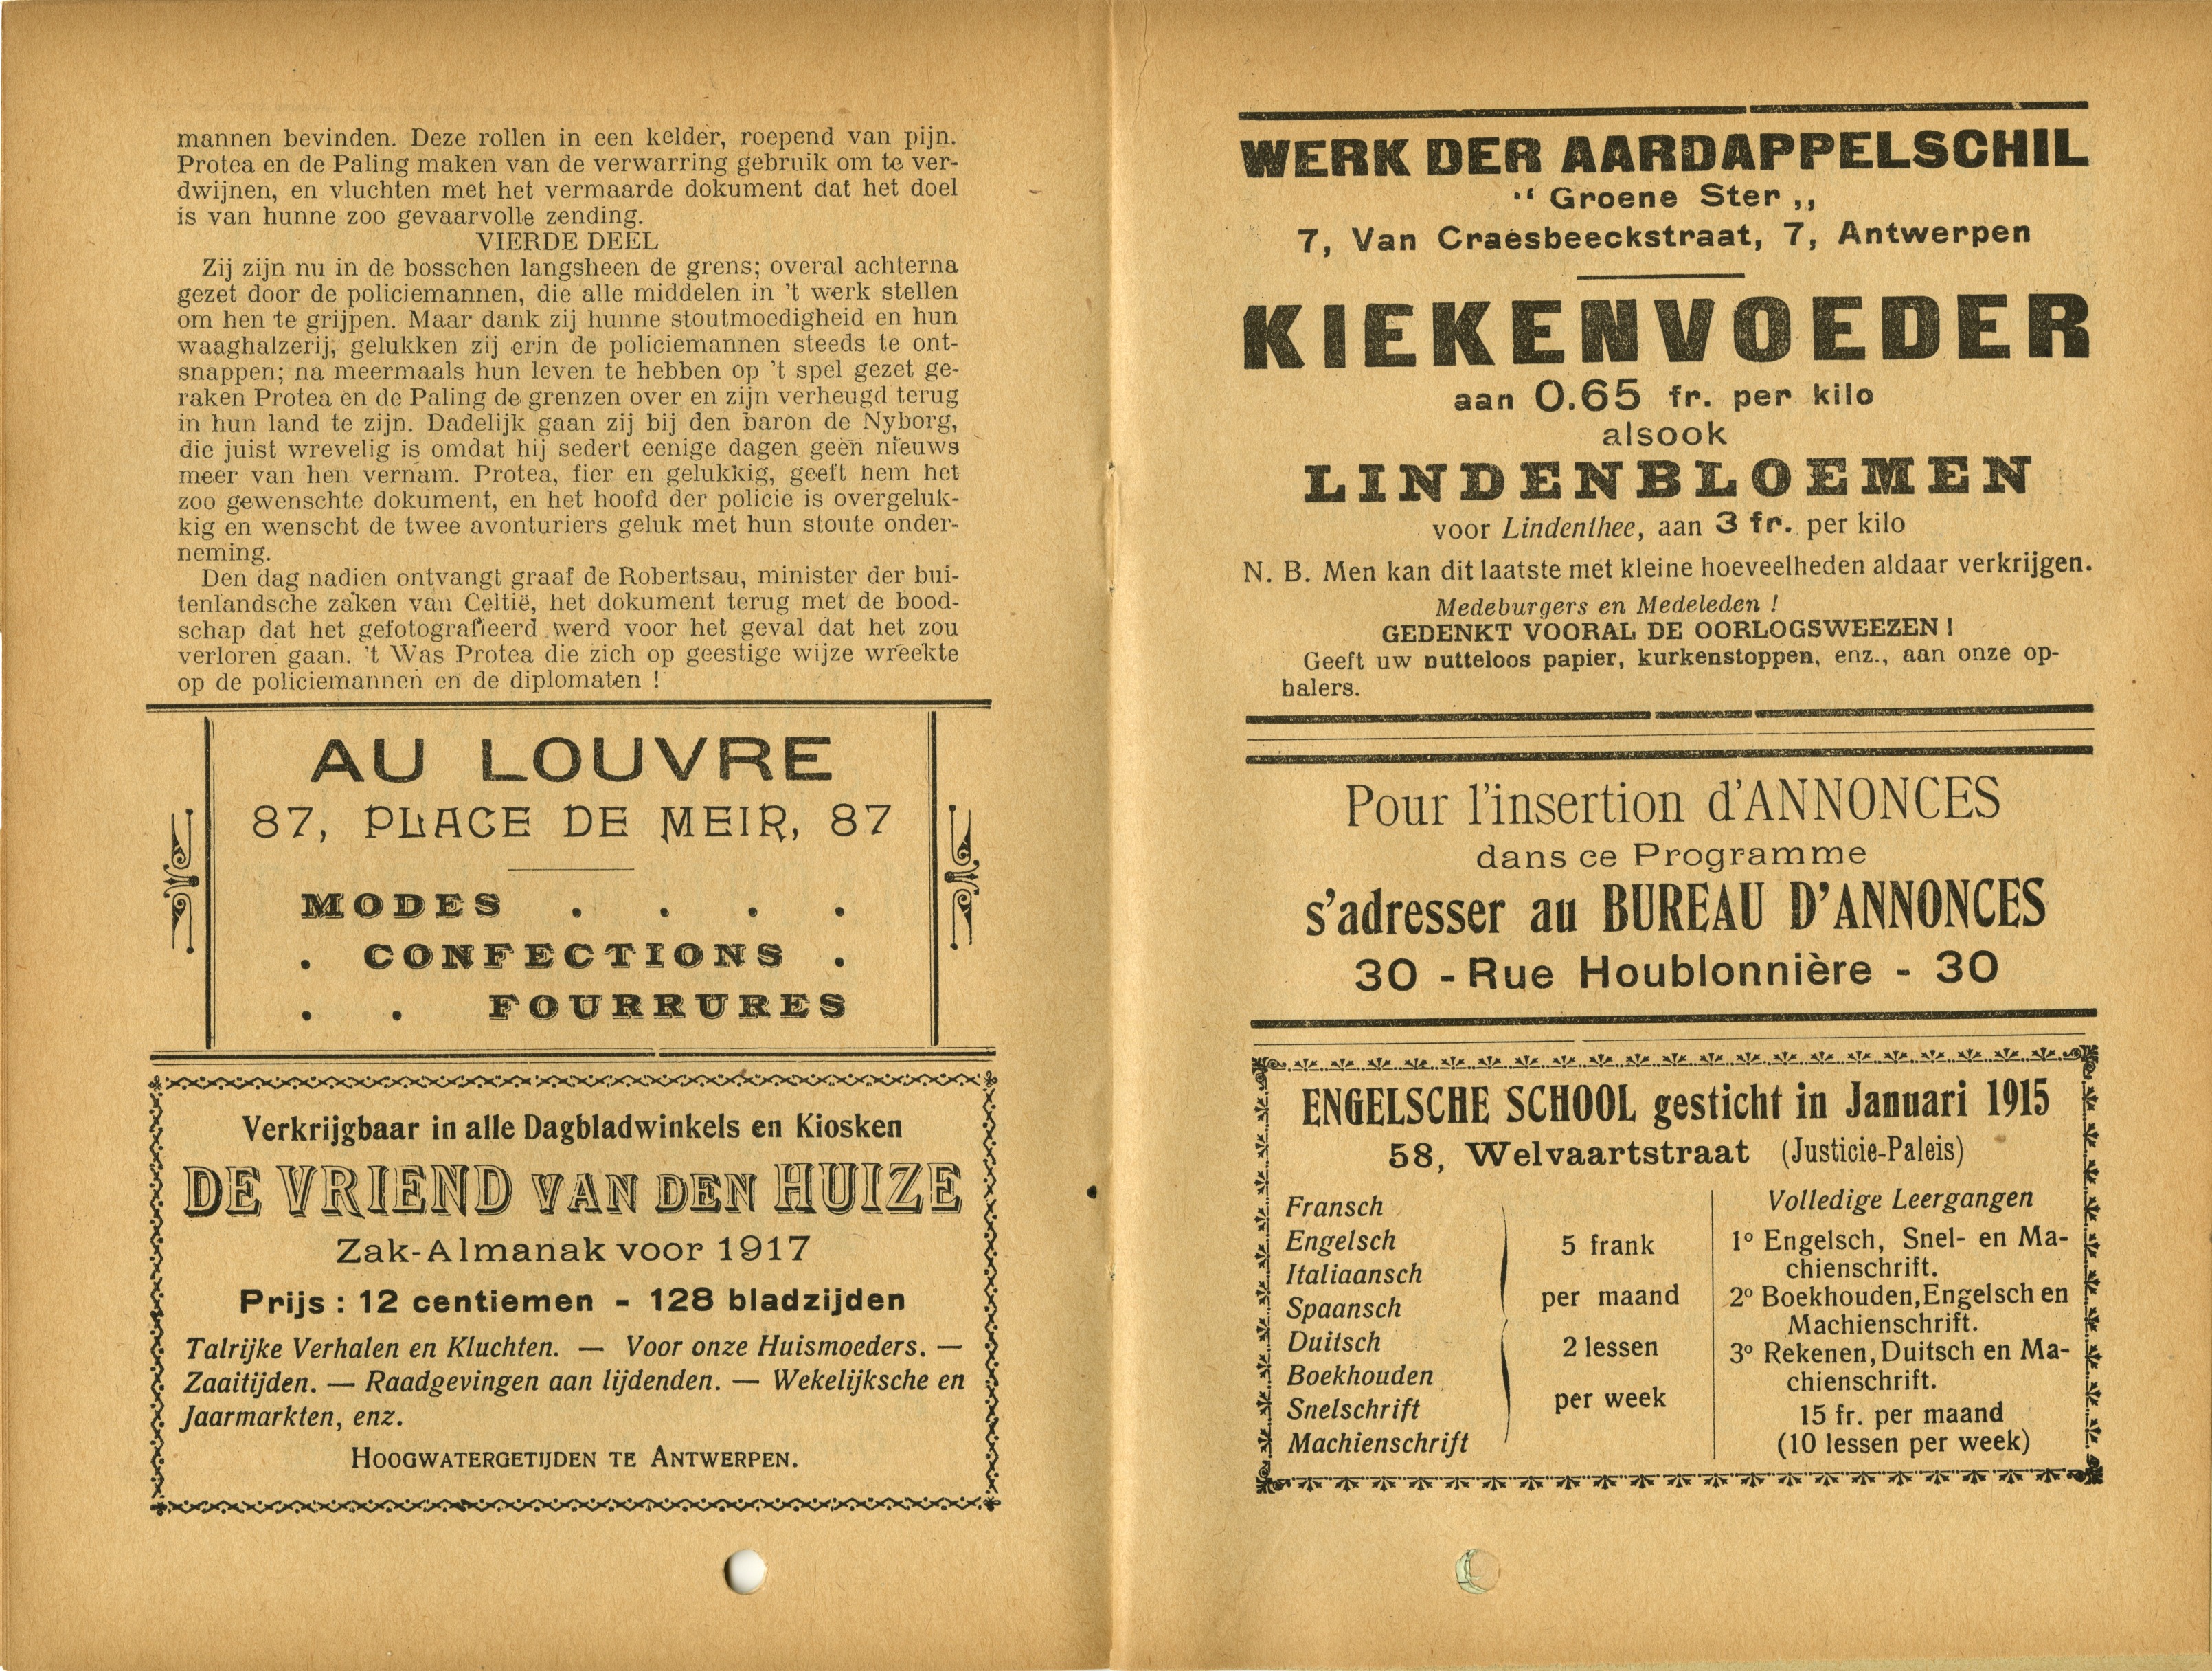 mannen bevinden. Deze rollen in een kelder, roepend van pijn.
Protea en de Paling maken van de verwarring gebruik om te ver-
dwijnen, en vluchten met het vermaarde dokument dat het doel
is van hunne zoo gevaarvolle zending.
VIERDE DEEL
Zij zijn nu in de bosschen langsheen de grens; overal achterna
gezet door de policiemannen, die alle middelen in 't werk stellen
om hen te grijpen. Maar dank zij hunne stoutmoedigheid en hun
waaghalzerij, gelukken zij erin de policiemannen steeds te ont-
snappen; na meermaals hun leven te hebben op 't spel gezet ge-
raken Protea en de Paling de grenzen over en zijn verheugd terug
in hun land te zijn. Dadelijk gaan zij bij den baron de Nyborg,
die juist wrevelig is omdat hij sedert eenige dagen geen nieuws
meer van hen vernam. Protea, fier en gelukkig, geeft hem het
zoo gewenschte dokument, en het hoofd der policie is overgeluk-
kig en wenscht de twee avonturiers geluk met hun stoute onder-
neming.
Den dag nadien ontvangt graaf de Robertsau, minister der bui-
tenlandsche zaken van Celtië, het dokument terug met de bood-
schap dat het gefotografieerd werd voor het geval dat het zou
verloren gaan. 't Was Protea die zich op geestige wijze wreekte
op de policiemannen en de diplomaten !
AU LOUVRE
87, PLACE DE MEIR, 87
MODES . . . .
. CONFECTIONS .
. . FOURRURES
Verkrijgbaar in alle Dagbladwinkels en Kiosken
DE VRIEND VAN DEN HUIZE
Zak-Almanak voor 1917
Prijs : 12 centiemen - 128 bladzijden
Talrijke Verhalen en Kluchten. — Voor onze Huismoeders. —
Zaaitijden. — Raadgevingen aan lijdenden. — Wekelijksche en
Jaarmarkten, enz.
HOOGWATERGETIJDEN TE ANTWERPEN.
WERK DER AARDAPPELSCHIL
“ Groene Ster ,,
7, Van Craesbeeckstraat, 7, Antwerpen
KIEKENVOEDER
aan 0.65 fr. per kilo
alsook
LINDENBLOEMEN
voor Lindenthee, aan 3 fr. per kilo
N. B. Men kan dit laatste met kleine hoeveelheden aldaar verkrijgen.
Medeburgers en Medeleden !
GEDENKT VOORAL DE OORLOGSWEEZEN !
Geeft uw nutteloos papier, kurkenstoppen, enz., aan onze op-
halers.
Pour l'insertion d'ANNONCES
dans ce Programme
s'adresser au BUREAU D'ANNONCES
30 - Rue Houblonnière - 30
ENGELSCHE SCHOOL gesticht in Januari 1915
58, Welvaartstraat (Justicie-Paleis)
Fransch
Engelsch
Italiaansch
Spaansch
Duitsch
Boekhouden
Snelschrift
Machienschrift
5 frank
per maand
2 lessen
per week
Volledige Leergangen
1º Engelsch, Snel- en Ma-
chienschrift.
2º Boekhouden, Engelsch en
Machienschrift.
3º Rekenen, Duitsch en Ma-
chienschrift.
15 fr. per maand
(10 lessen per week)